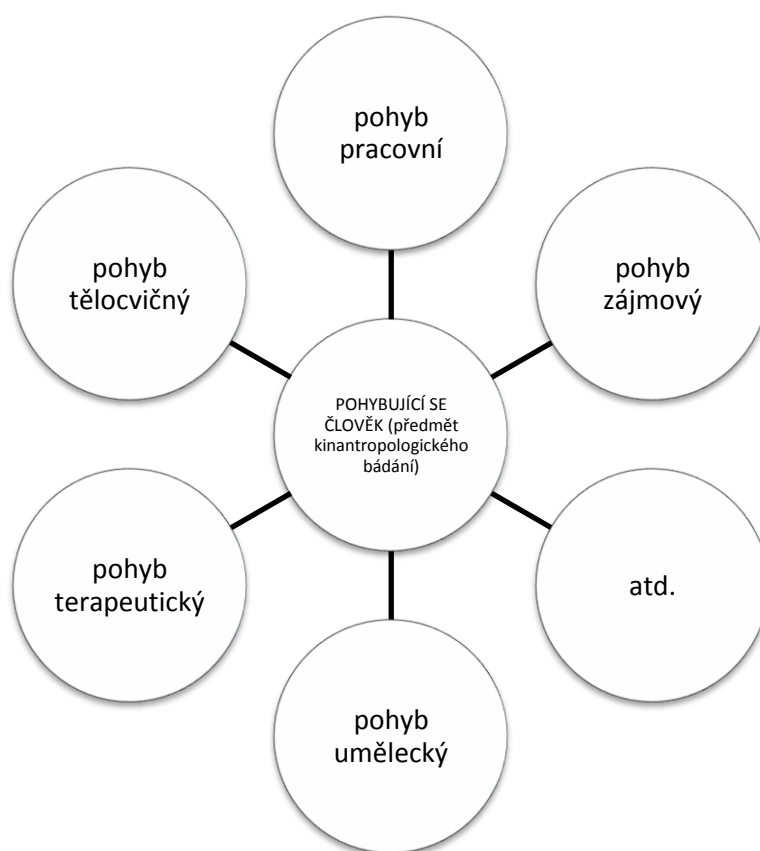 pohyb
pracovní
pohyb
tělocvičný
pohyb
zájmový
POHYBUJÍCÍ SE
ČLOVĚK (předmět
kinantropologického
bádání)
pohyb
terapeutický
atd.
pohyb
umělecký